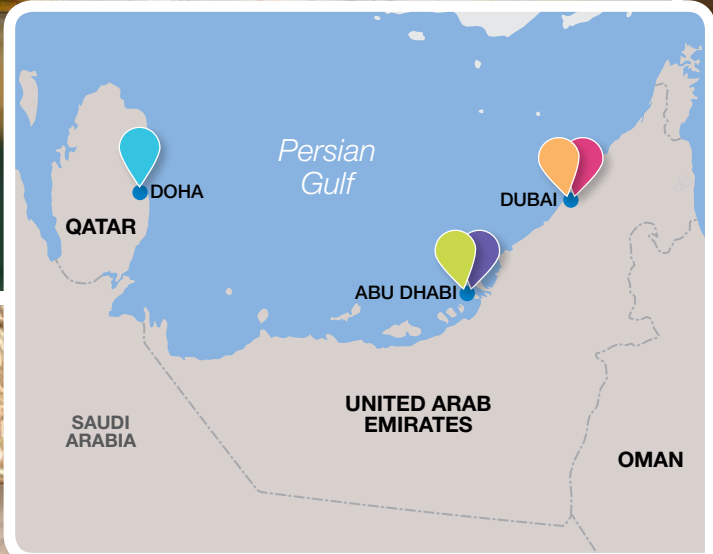 Persian
Gulf
DOHA
DUBAI
QATAR
ABU DHABI
UNITED ARAB
EMIRATES
SAUDI
ARABIA
OMAN